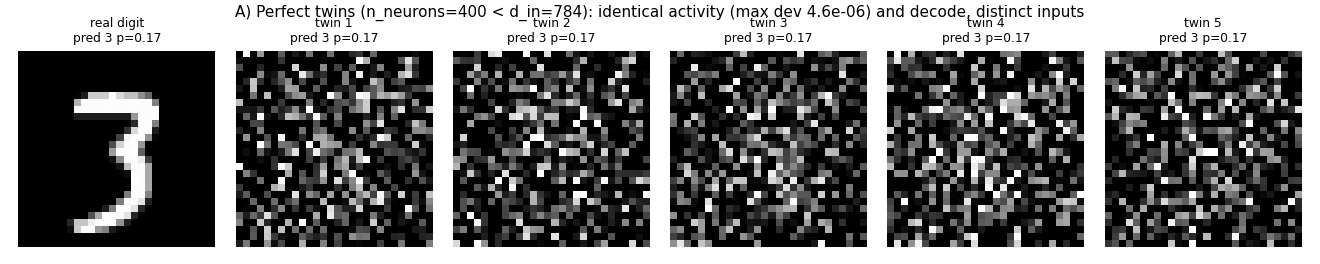 A) Perfect twins (n_neurons=400 < d_in=784): identical activity (max dev 4.6e-06) and decode, distinct inputs
real digit
pred 3 p=0.17
twin 1
pred 3 p=0.17
twin 2
pred 3 p=0.17
twin 3
pred 3 p=0.17
twin 4
pred 3 p=0.17
twin 5
pred 3 p=0.17
3